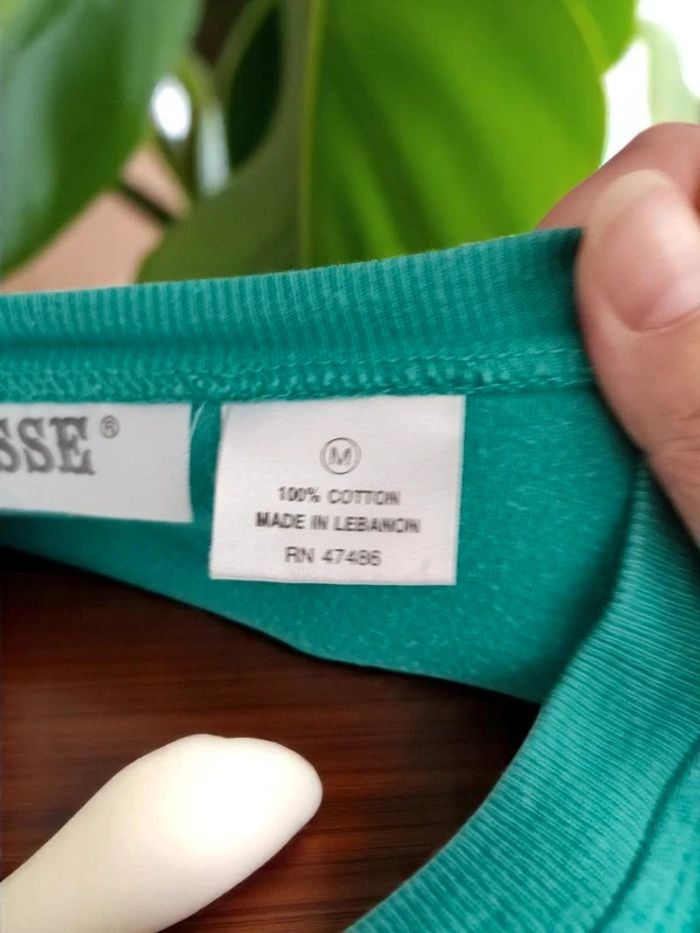 SSE®
M
100% COTTON
MADE IN LEBANON
RN 47486